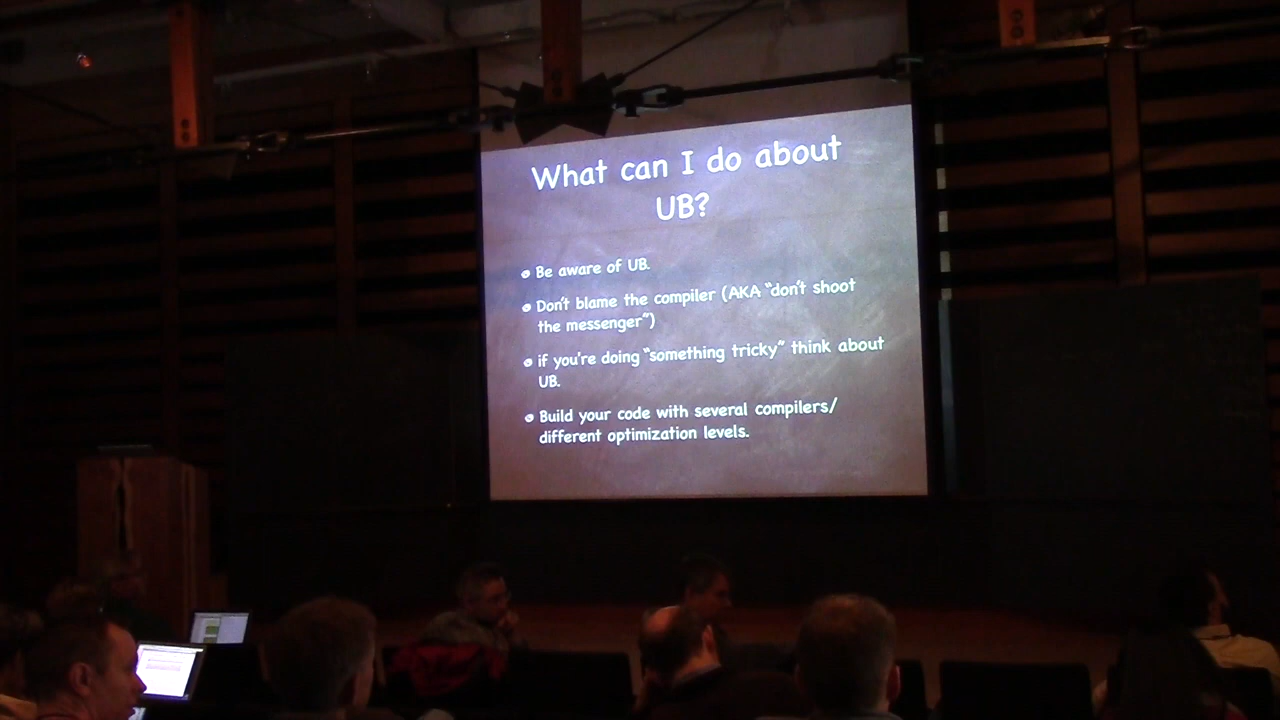 What can I do about
UB?
Be aware of UB.
Don't blame the compiler (AKA "don't shoot
the messenger")
if you're doing "something tricky" think about
UB.
Build your code with several compilers/
different optimization levels.